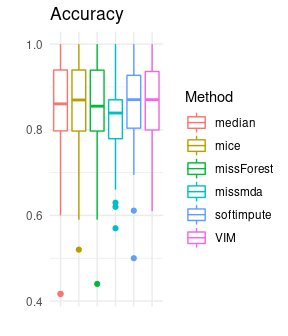 Accuracy
1.0
0.8
0.6
0.4
Method
median
mice
missForest
missmda
softimpute
VIM